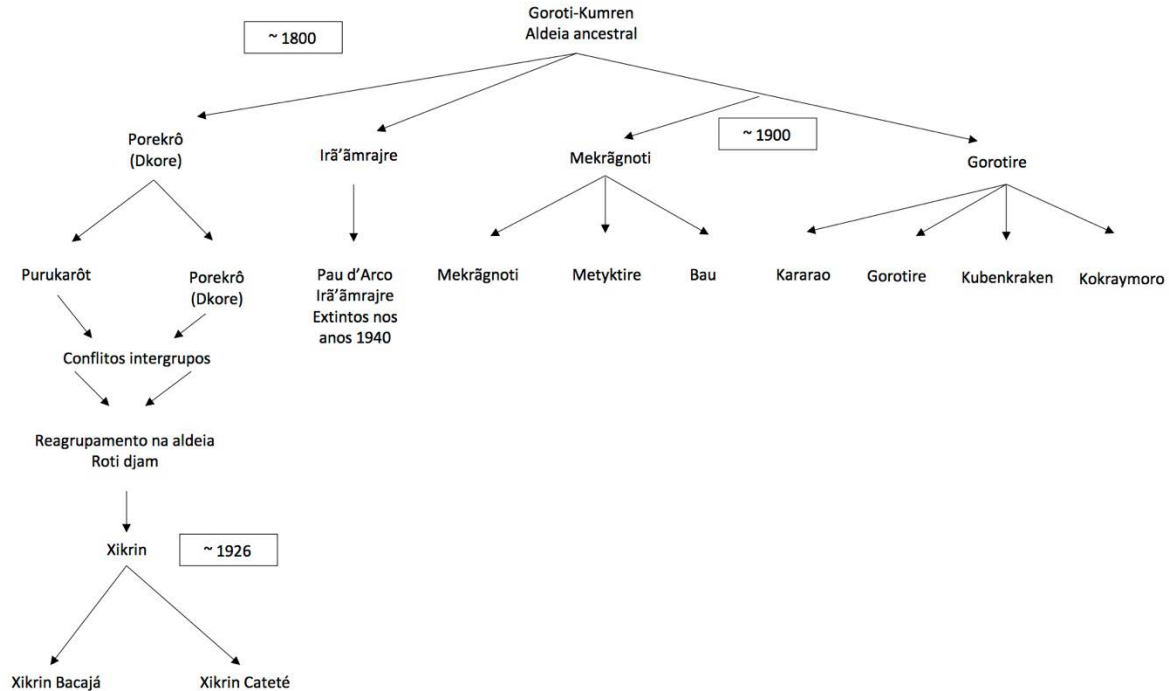 Goroti-Kumren
Aldeia ancestral
~ 1800
Porekrô
(Dkore)
Irã’ãmrajre
Mekrãgnoti
~ 1900
Gorotire
Purukarôt
Porekrô
(Dkore)
Pau d’Arco
Irã’ãmrajre
Extintos nos
anos 1940
Mekrãgnoti
Metyktire
Bau
Kararao
Gorotire
Kubenkraken
Kokraymoro
Conflitos intergrupos
Reagrupamento na aldeia
Roti djam
Xikrin
~ 1926
Xikrin Bacajá
Xikrin Cateté